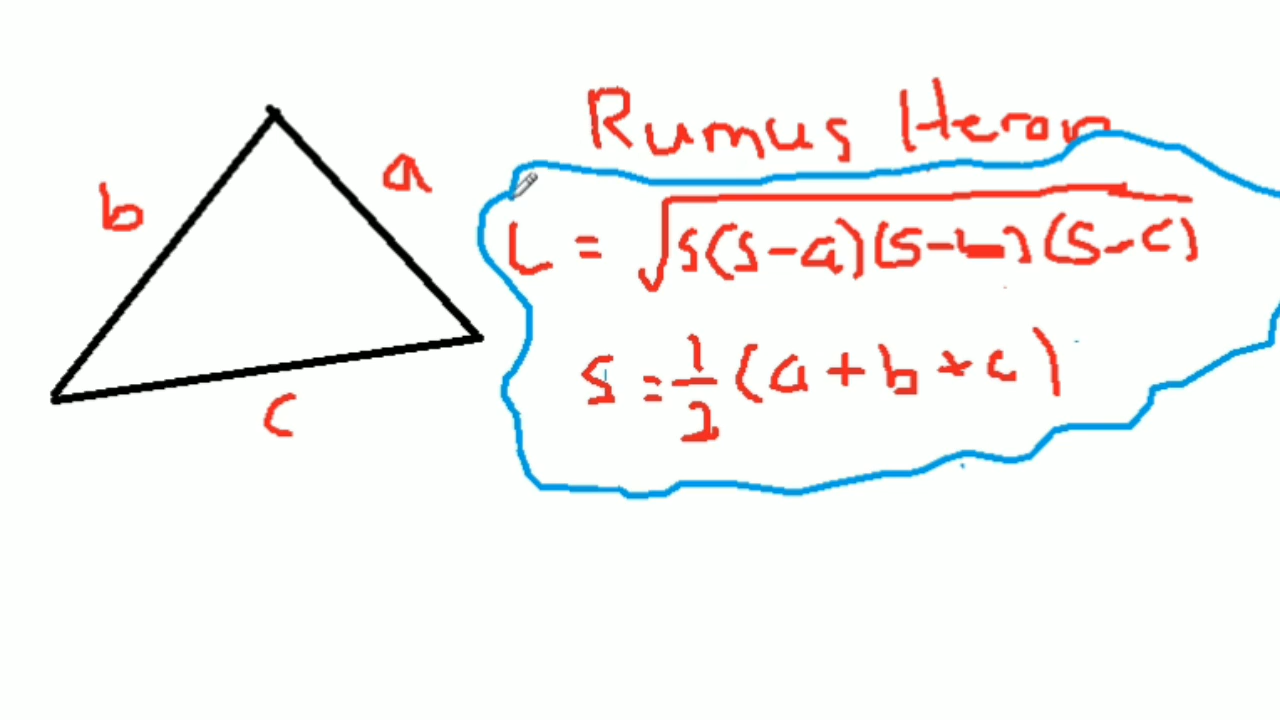 Rumus Heron
b
a
L = √s(s-a)(s-b)(s-c)
s = 1/2 (a + b + c)
c